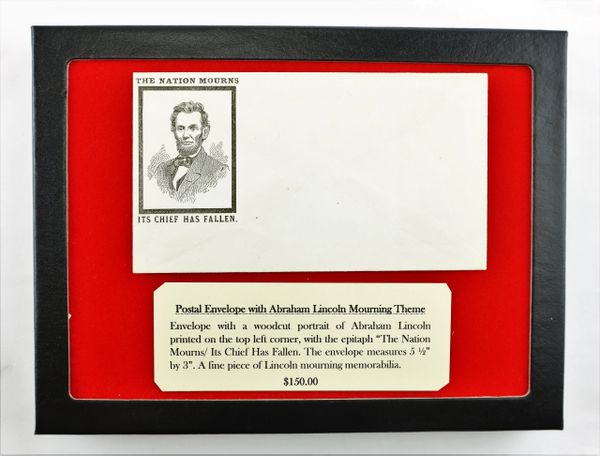 THE NATION MOURNS
ITS CHIEF HAS FALLEN.
Postal Envelope with Abraham Lincoln Mourning Theme
Envelope with a woodcut portrait of Abraham Lincoln
printed on the top left corner, with the epitaph “The Nation
Mourns/ Its Chief Has Fallen. The envelope measures 5 ½”
by 3”. A fine piece of Lincoln mourning memorabilia.
$150.00